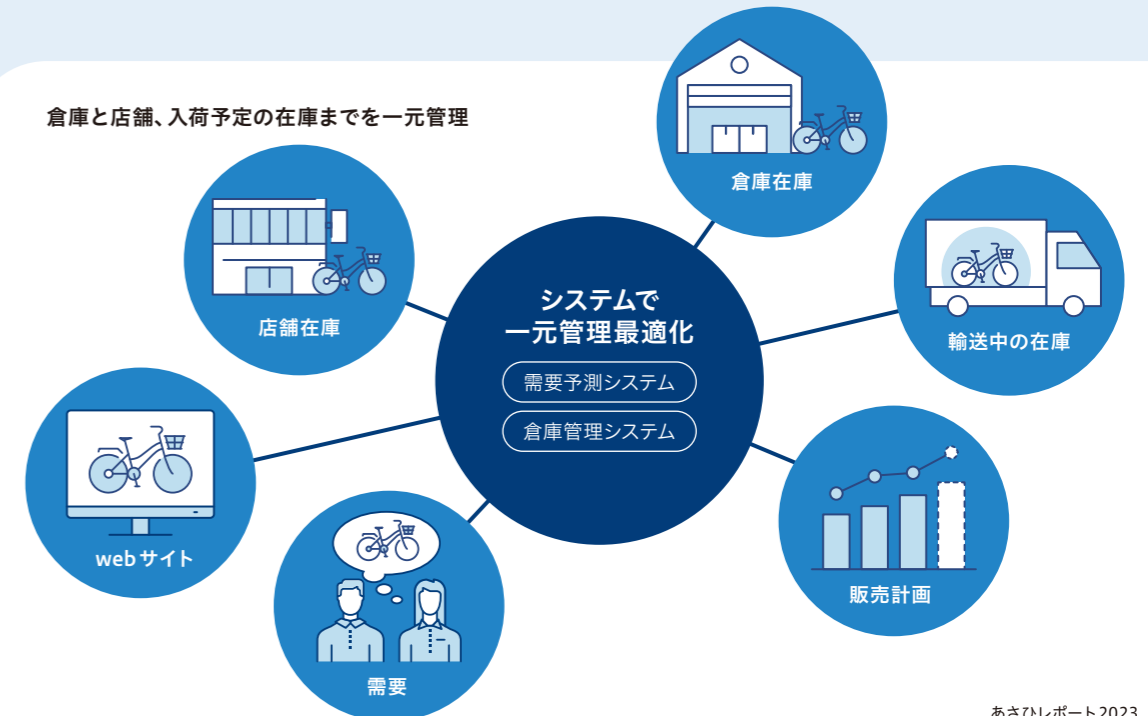 倉庫と店舗、入荷予定の在庫までを一元管理
倉庫在庫
店舗在庫
輸送中の在庫
システムで
一元管理最適化
需要予測システム
倉庫管理システム
webサイト
販売計画
需要
あさひレポート2023